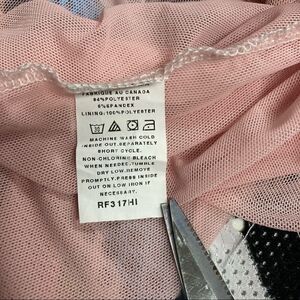 FABRIQUE AU CANADA
94%POLYESTER
6%SPANDEX
LINING:100%POLYESTER
MACHINE WASH COLD
INSIDE OUT.SEPARATELY
SHORT CYCLE.
NON-CHLORINE BLEACH
WHEN NEEDED.TUMBLE
DRY LOW.REMOVE
PROMPTLY.PRESS INSIDE
OUT ON LOW IRON IF
NECESSARY.
RF317HI